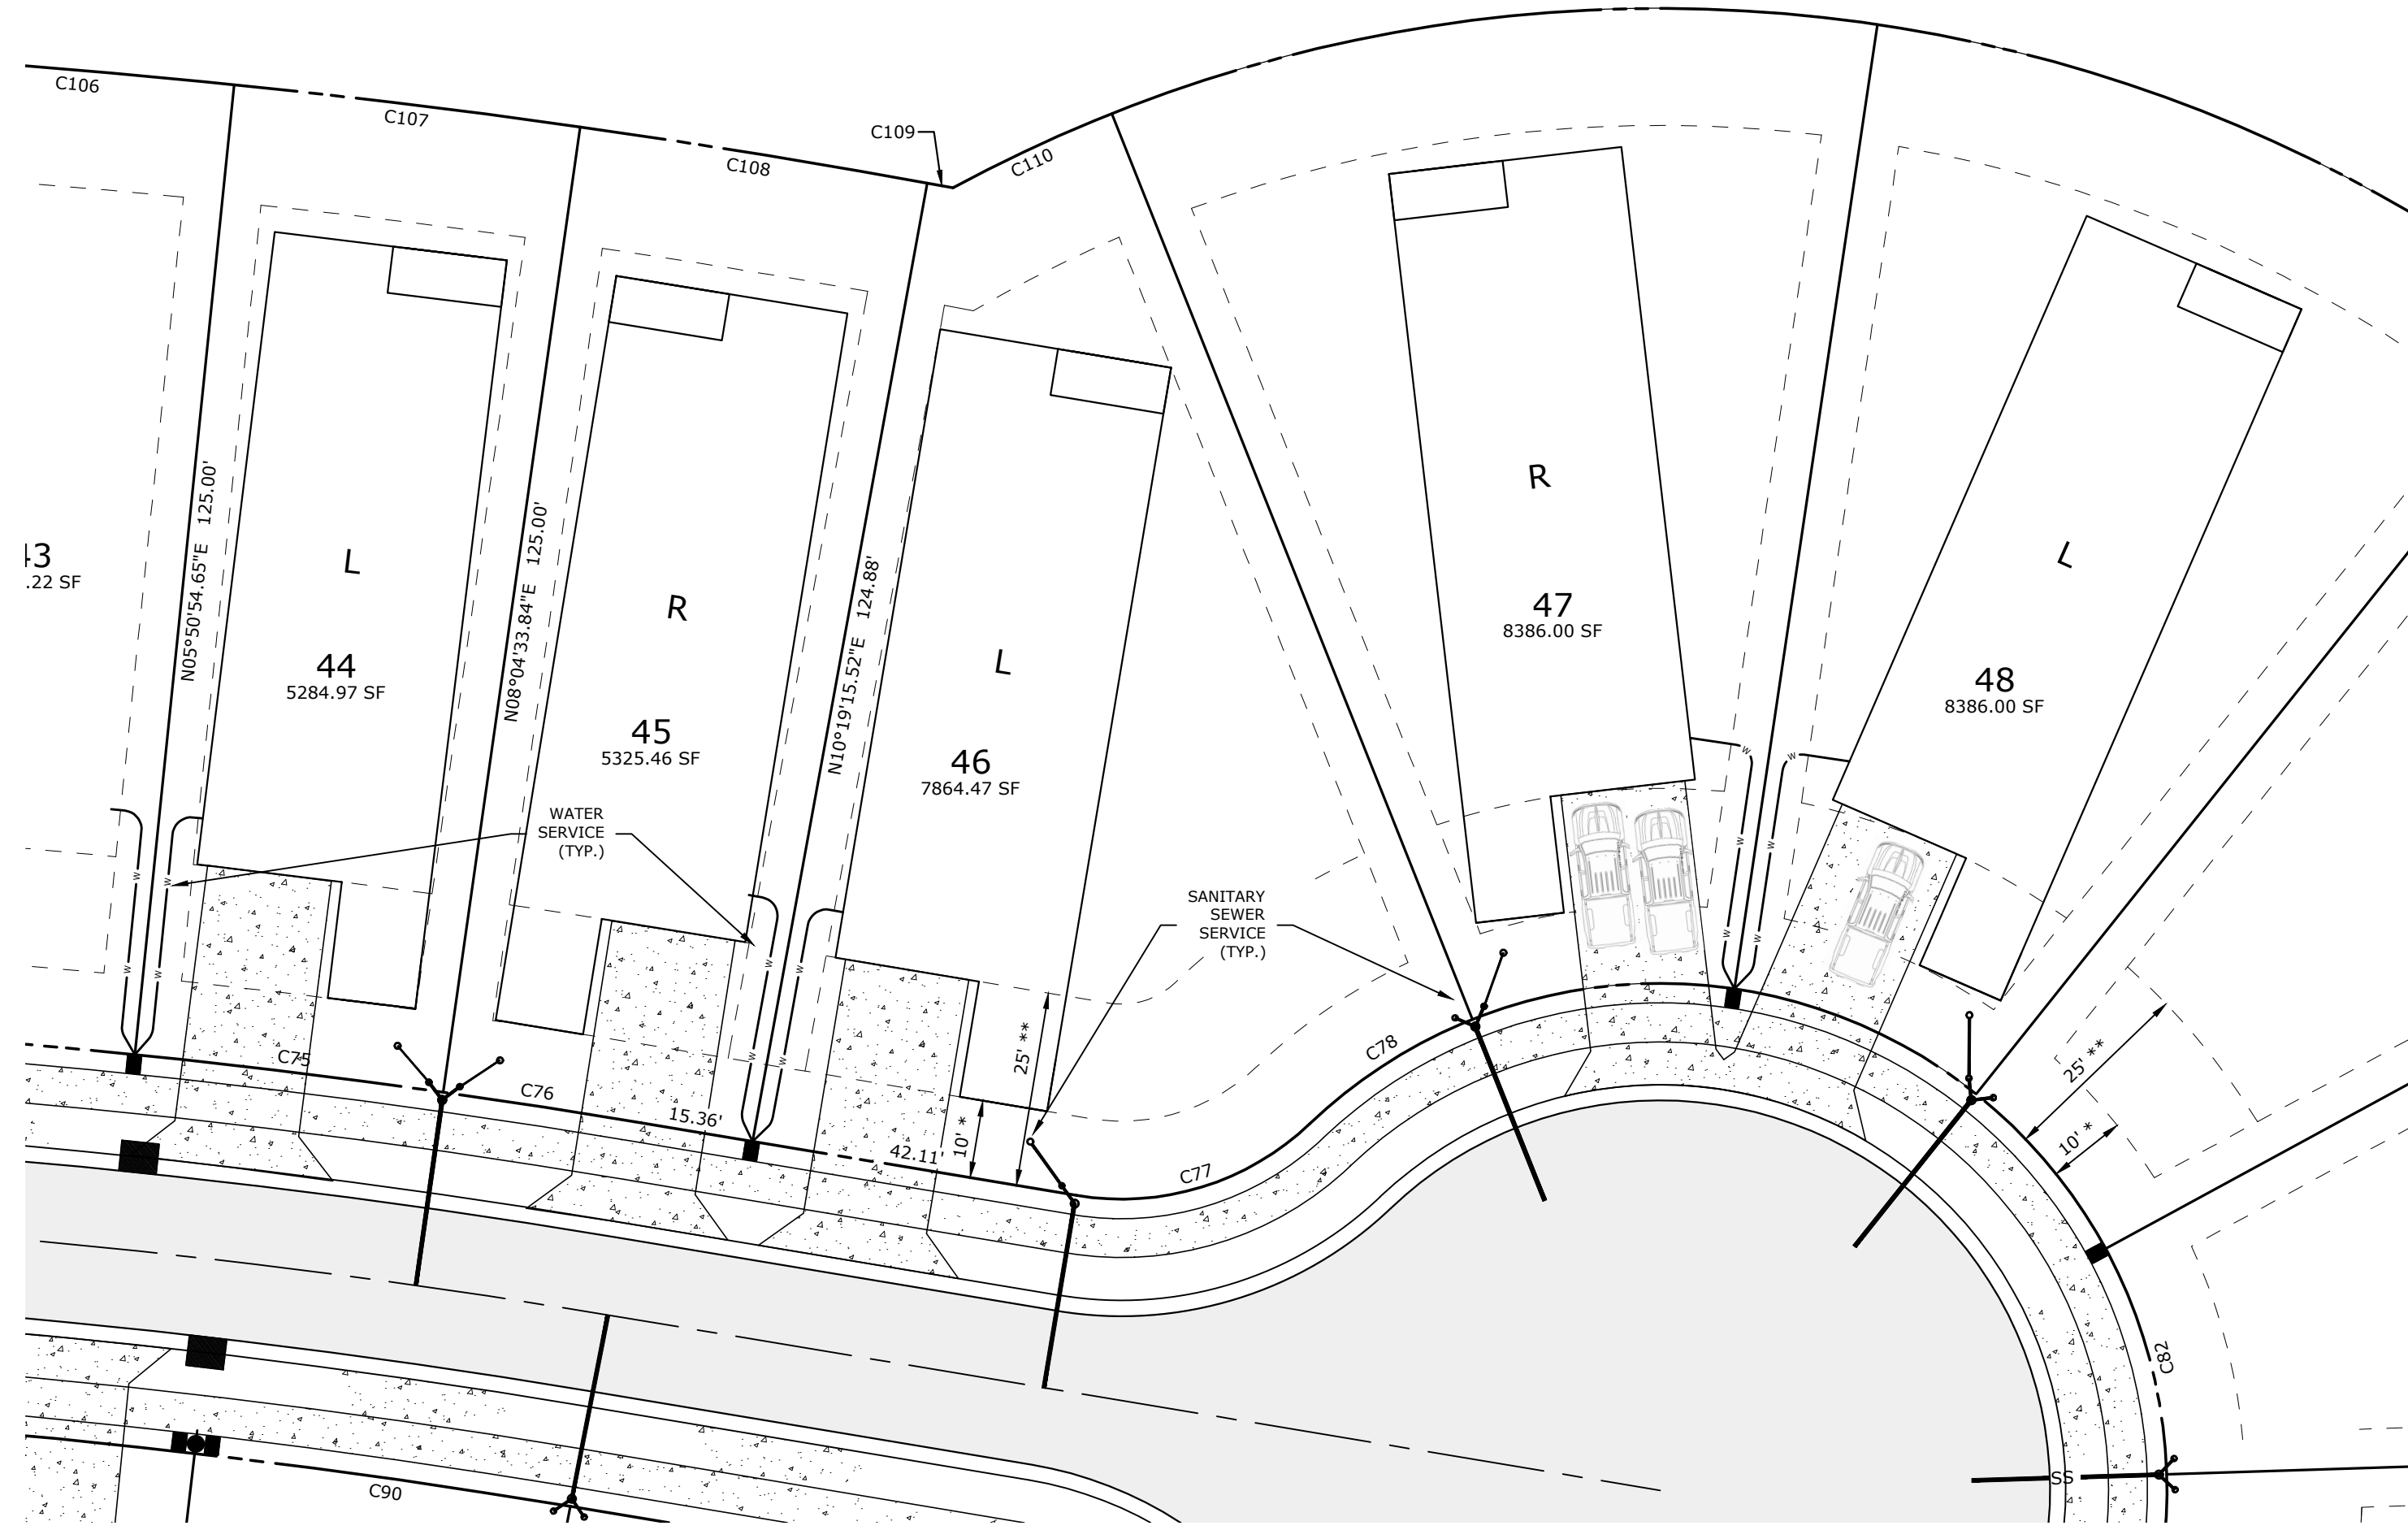 C106
C107
C108
C109
C110
43
.22 SF
N05°50'54.65"E 125.00'
L
44
5284.97 SF
N08°04'33.84"E 125.00'
R
45
5325.46 SF
N10°19'15.52"E 124.88'
L
46
7864.47 SF
R
47
8386.00 SF
L
48
8386.00 SF
WATER
SERVICE
(TYP.)
SANITARY
SEWER
SERVICE
(TYP.)
W
W
W
W
W
W
W
W
W
W
W
W
W
W
C75
C76
15.36'
42.11'
10' *
25' **
C77
C78
25' **
10' *
C82
SS
C90